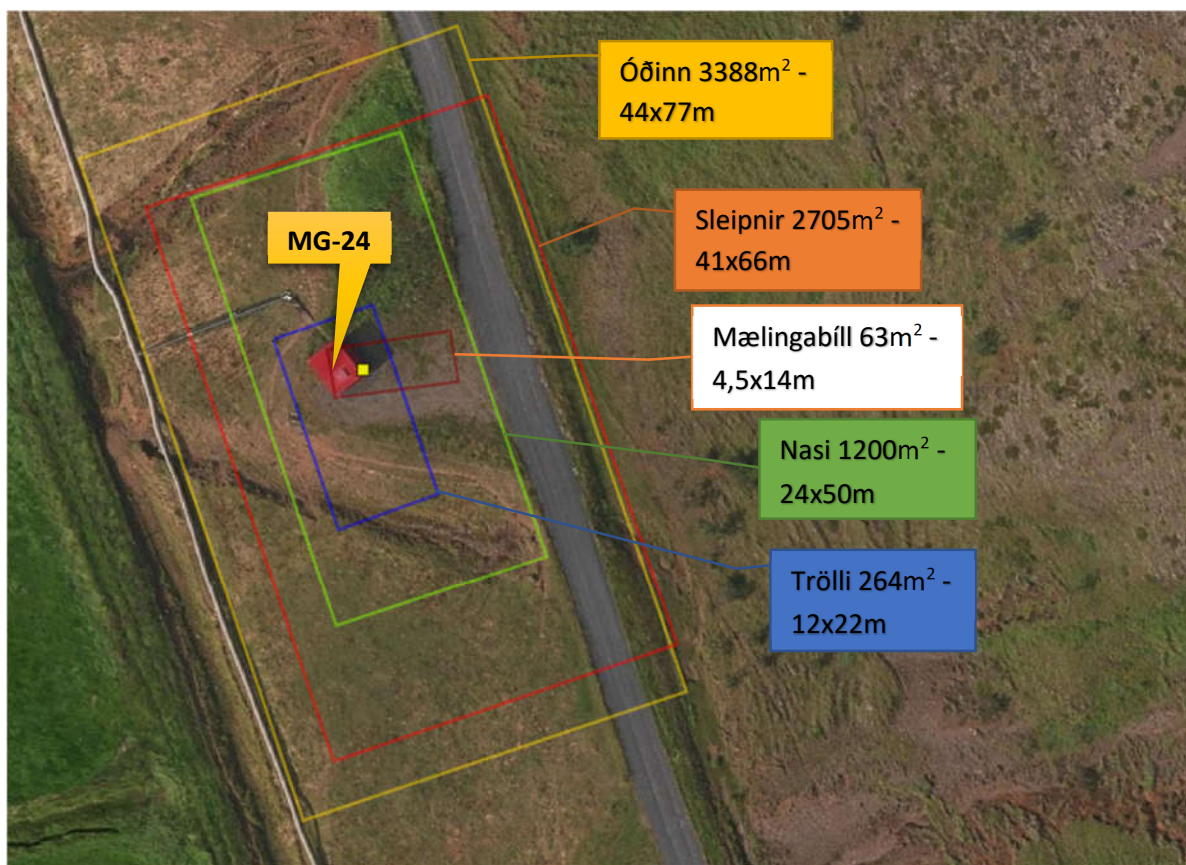 Óðinn 3388m² -
44x77m
Sleipnir 2705m² -
41x66m
MG-24
Mælingabíll 63m² -
4,5x14m
Nasi 1200m² -
24x50m
Trölli 264m² -
12x22m